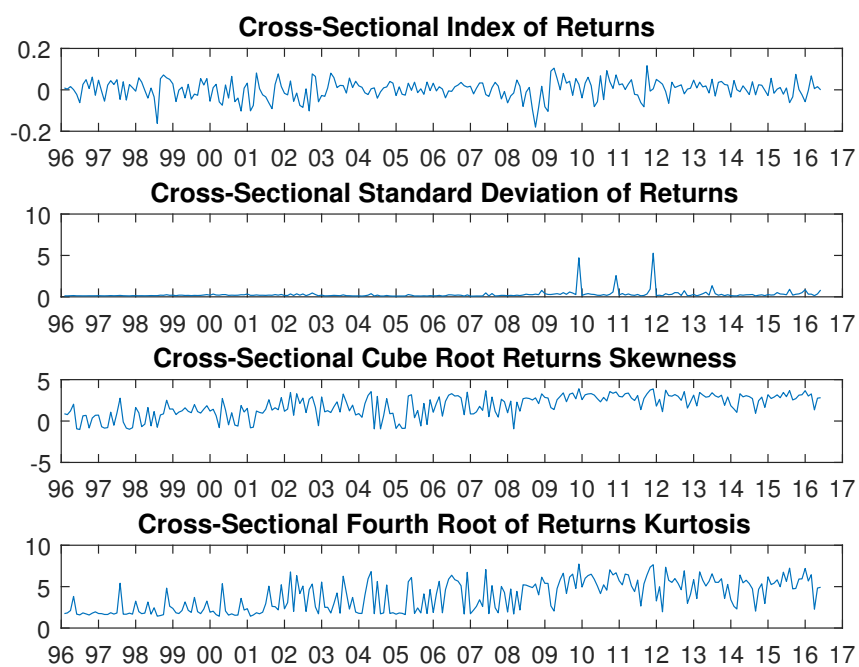 Cross-Sectional Index of Returns
0.2
0
-0.2
96 97 98 99 00 01 02 03 04 05 06 07 08 09 10 11 12 13 14 15 16 17
Cross-Sectional Standard Deviation of Returns
10
5
0
96 97 98 99 00 01 02 03 04 05 06 07 08 09 10 11 12 13 14 15 16 17
Cross-Sectional Cube Root Returns Skewness
5
0
-5
96 97 98 99 00 01 02 03 04 05 06 07 08 09 10 11 12 13 14 15 16 17
Cross-Sectional Fourth Root of Returns Kurtosis
10
5
0
96 97 98 99 00 01 02 03 04 05 06 07 08 09 10 11 12 13 14 15 16 17